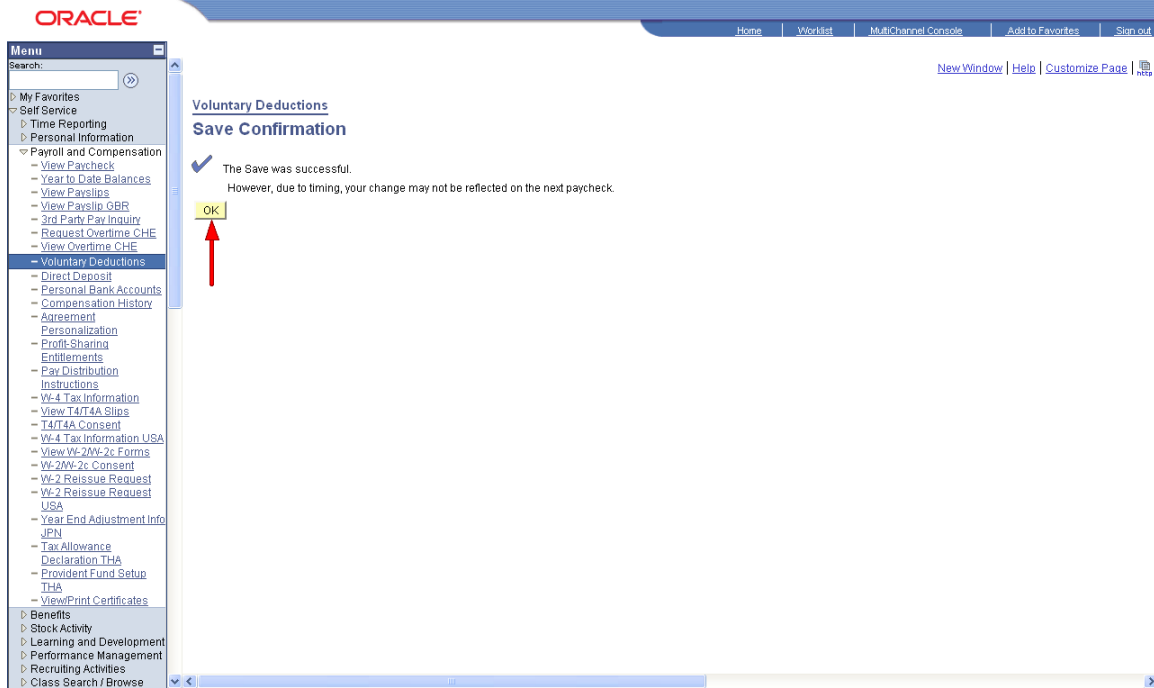 ORACLE
Home Worklist MultiChannel Console Add to Favorites Sign out
Menu
Search:
New Window | Help | Customize Page | http
My Favorites
Self Service
Time Reporting
Personal Information
Payroll and Compensation
View Paycheck
Year to Date Balances
View Payslips
View Payslip GBR
3rd Party Pay Inquiry
Request Overtime CHE
View Overtime CHE
Voluntary Deductions
Direct Deposit
Personal Bank Accounts
Compensation History
Agreement
Personalization
Profit-Sharing
Entitlements
Pay Distribution
Instructions
W-4 Tax Information
View T4/T4A Slips
T4/T4A Consent
W-4 Tax Information USA
View W-2/W-2c Forms
W-2/W-2c Consent
W-2 Reissue Request
W-2 Reissue Request
USA
Year End Adjustment Info
JPN
Tax Allowance
Declaration THA
Provident Fund Setup
THA
View/Print Certificates
Benefits
Stock Activity
Learning and Development
Performance Management
Recruiting Activities
Class Search / Browse
Voluntary Deductions
Save Confirmation
The Save was successful.
However, due to timing, your change may not be reflected on the next paycheck.
OK